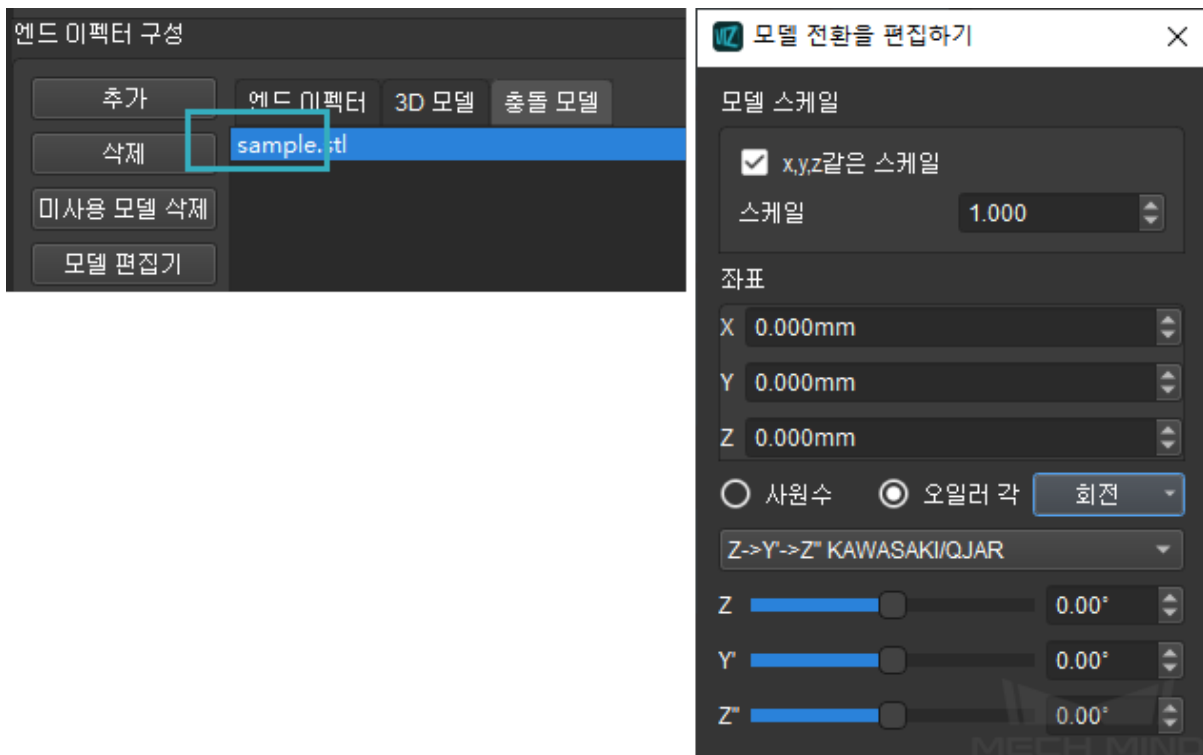 엔드 이펙터 구성
추가
삭제
미사용 모델 삭제
모델 편집기
엔드 이펙터 3D 모델 충돌 모델
sample.stl
VIZ 모델 전환을 편집하기
모델 스케일
x,y,z같은 스케일
스케일 1.000
좌표
X 0.000mm
Y 0.000mm
Z 0.000mm
사원수 오일러 각 회전
Z->Y'->Z" KAWASAKI/QJAR
Z 0.00°
Y' 0.00°
Z" 0.00°
MECH MIND